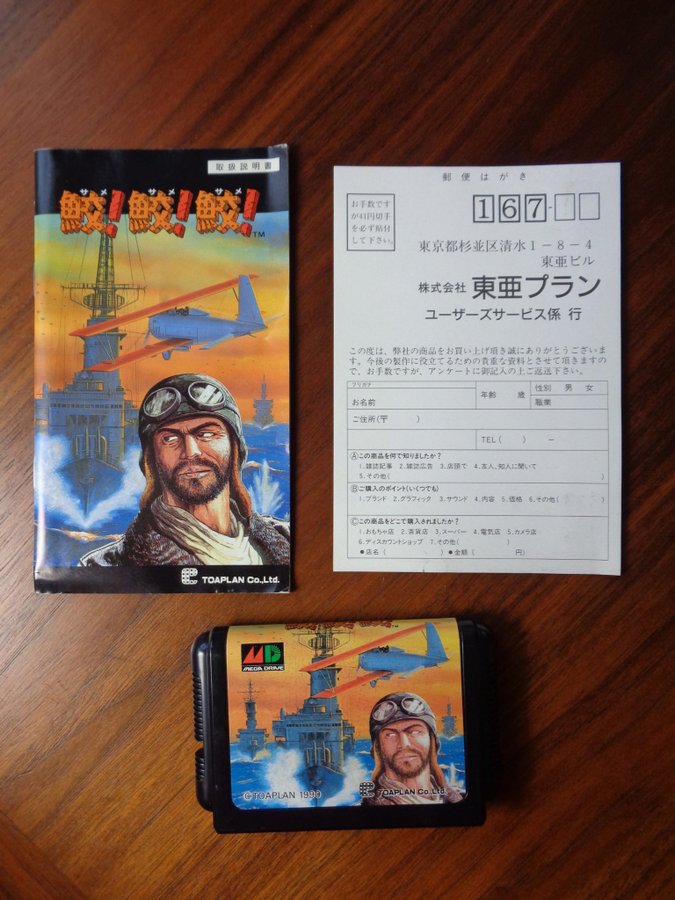 取扱説明書
サメ サメ サメ
鮫!鮫!鮫!
TM
TOAPLAN Co.,Ltd.
郵便はがき
お手数です
が41円切手
を必ず貼付
して下さい。
167-
東京都杉並区清水1-8-4
東亜ビル
株式会社 東亜プラン
ユーザーズサービス係 行
この度は、弊社の商品をお買い上げ頂き誠にありがとうございま
す。今後の製作に役立てるための貴重な資料とさせて頂きますの
で、お手数ですが、アンケートに御記入の上ご返送下さい。
フリガナ
お名前
年齢 歳
性別 男 女
職業
ご住所(〒 )
TEL( ) -
Ⓐこの商品を何で知りましたか?
1.雑誌記事 2.雑誌広告 3.店頭で 4.友人、知人に聞いて
5.その他( )
Ⓑご購入のポイント(いくつでも)
1.ブランド 2.グラフィック 3.サウンド 4.内容 5.価格 6.その他( )
Ⓒこの商品をどこで購入されましたか?
1.おもちゃ店 2.百貨店 3.スーパー 4.電気店 5.カメラ店
6.ディスカウントショップ 7.その他( )
●店名( ) ●金額( 円)
鮫!鮫!鮫!
TM
MD
MEGA DRIVE
©TOAPLAN 1990
TOAPLAN Co.,Ltd.